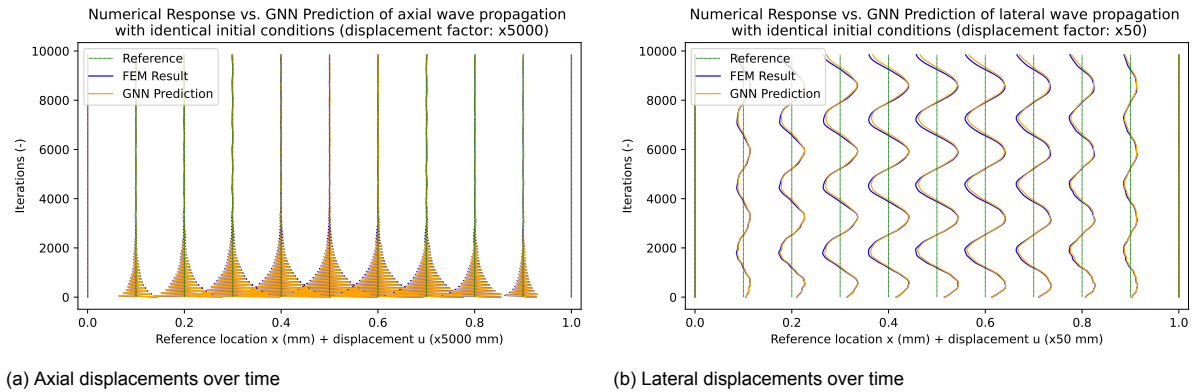 Numerical Response vs. GNN Prediction of axial wave propagation
with identical initial conditions (displacement factor: x5000)
10000
8000
6000
4000
2000
0
Iterations (-)
Reference
FEM Result
GNN Prediction
0.0 0.2 0.4 0.6 0.8 1.0
Reference location x (mm) + displacement u (x5000 mm)
(a) Axial displacements over time
Numerical Response vs. GNN Prediction of lateral wave propagation
with identical initial conditions (displacement factor: x50)
10000
8000
6000
4000
2000
0
Iterations (-)
Reference
FEM Result
GNN Prediction
0.0 0.2 0.4 0.6 0.8 1.0
Reference location x (mm) + displacement u (x50 mm)
(b) Lateral displacements over time